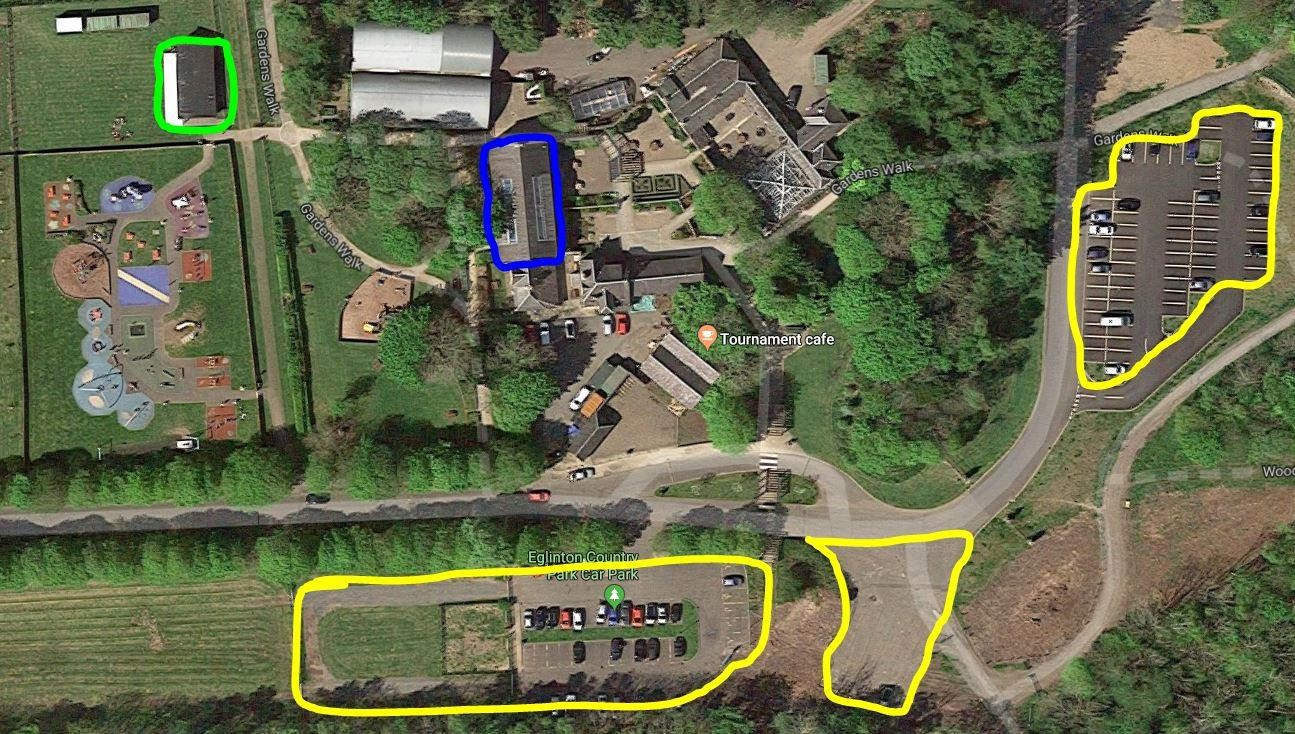 Gardens Walk
Gardens Walk
Gardens Walk
Gardens Walk
Tournament cafe
Wood
Eglinton Country
Park Car Park